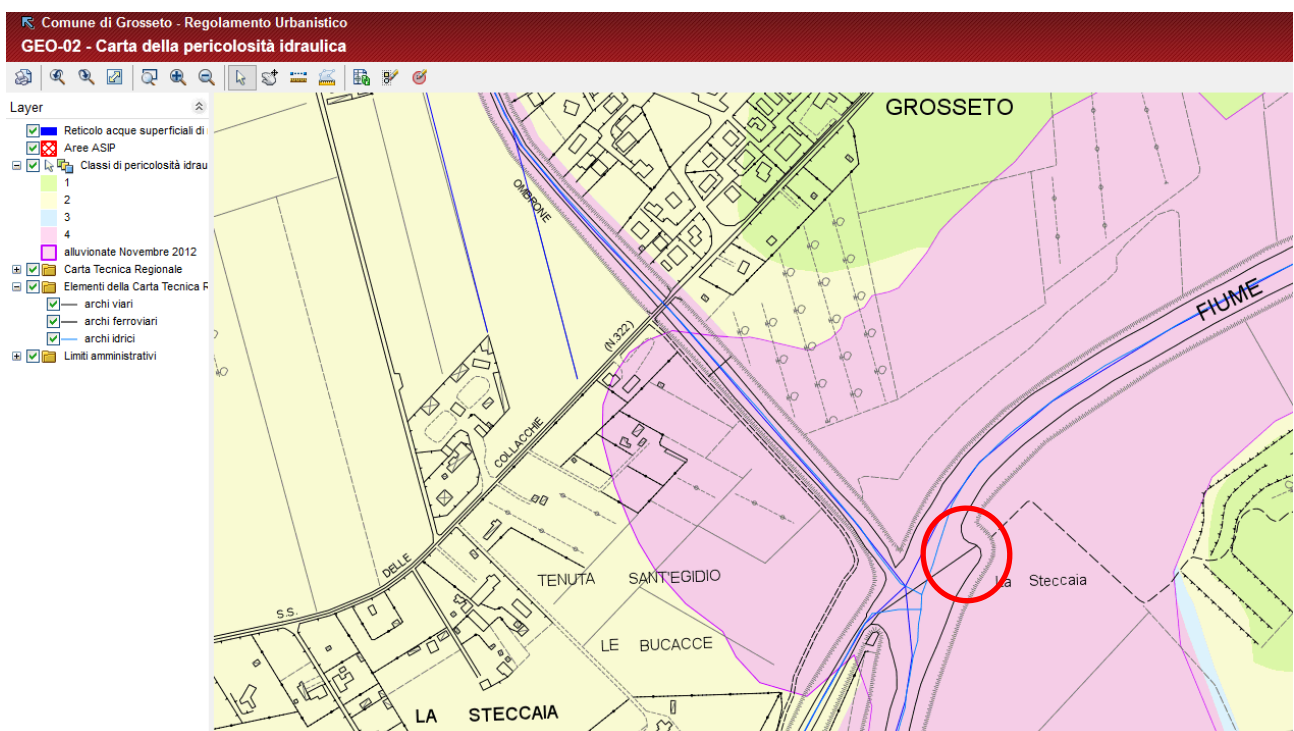 Comune di Grosseto - Regolamento Urbanistico
GEO-02 - Carta della pericolosità idraulica
Layer
Reticolo acque superficiali di
Aree ASIP
Classi di pericolosità idrau
1
2
3
4
alluvionate Novembre 2012
Carta Tecnica Regionale
Elementi della Carta Tecnica R
archi viari
archi ferroviari
archi idrici
Limiti amministrativi
GROSSETO
OMBRONE
FIUME
(N.322)
COLLACCHIE
DELLE
S.S.
TENUTA SANT'EGIDIO
La Steccaia
LE BUCACCE
LA STECCAIA